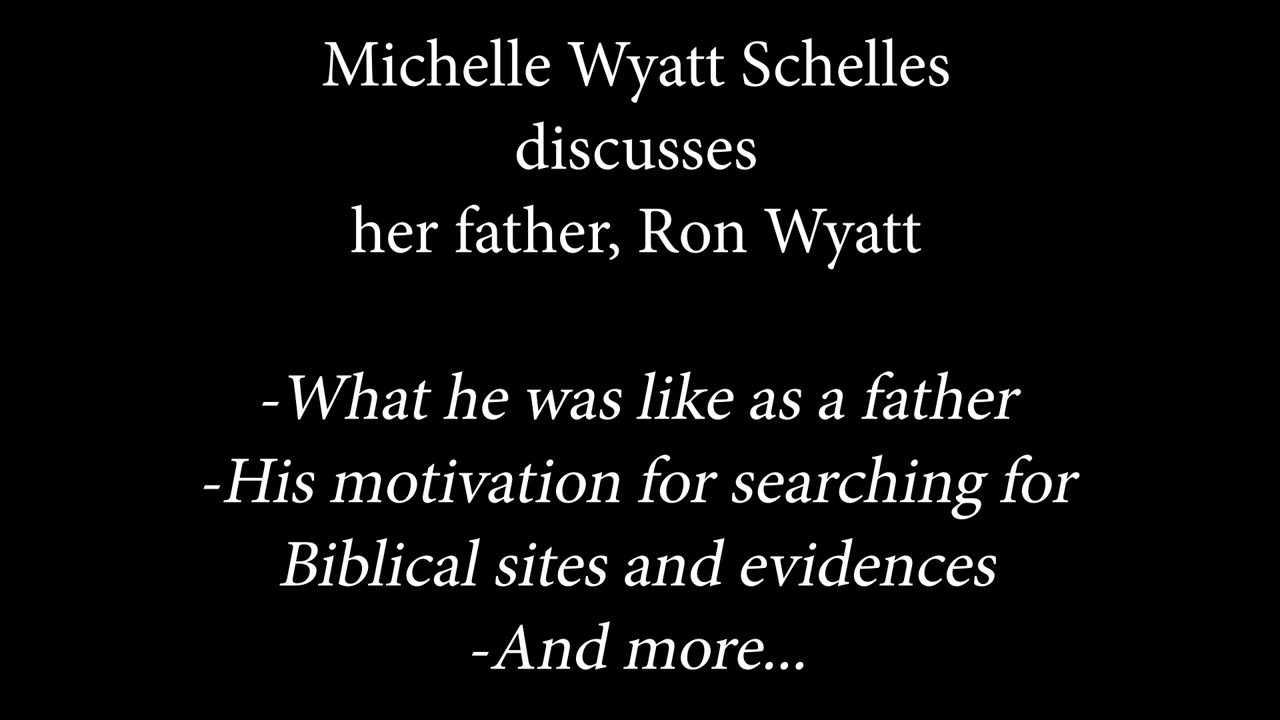 Michelle Wyatt Schelles
discusses
her father, Ron Wyatt
-What he was like as a father
-His motivation for searching for
Biblical sites and evidences
-And more...